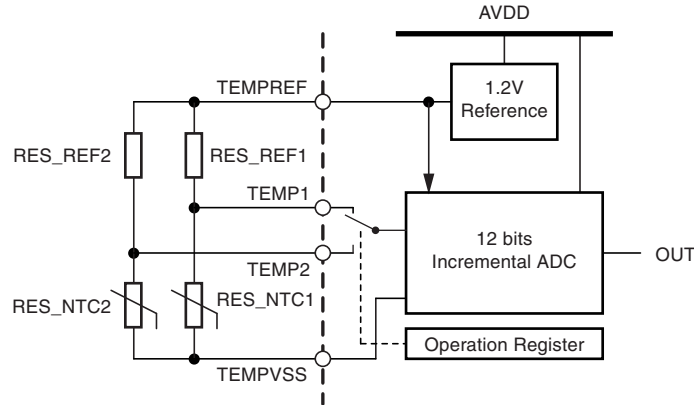 AVDD
TEMPREF
1.2V
Reference
RES_REF2
RES_REF1
TEMP1
12 bits
Incremental ADC
OUT
TEMP2
RES_NTC2
RES_NTC1
Operation Register
TEMPVSS